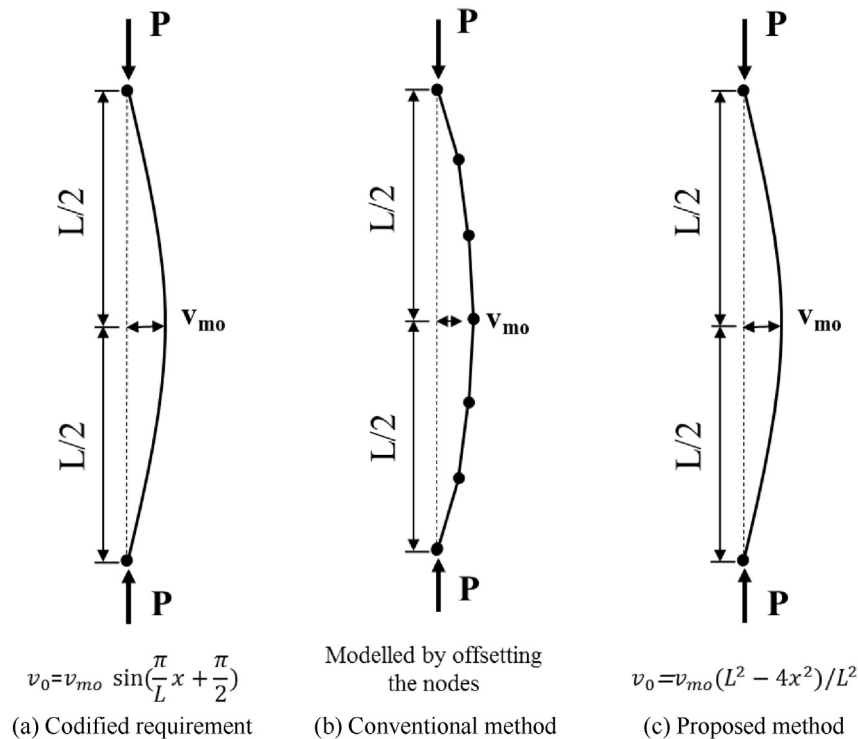 P P P
L/2 L/2 L/2
v_mo v_mo v_mo
L/2 L/2 L/2
P P P
v₀=v_mo sin(π/L x + π/2)
Modelled by offsetting
the nodes
v₀=v_mo(L² − 4x²)/L²
(a) Codified requirement
(b) Conventional method
(c) Proposed method